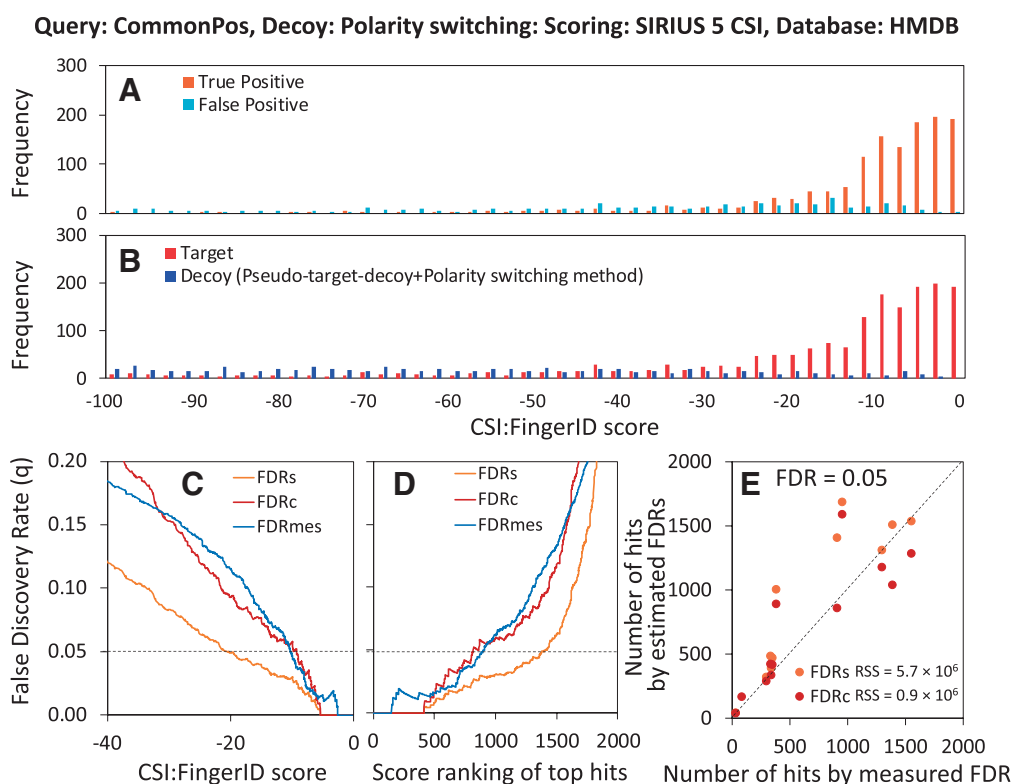 Query: CommonPos, Decoy: Polarity switching: Scoring: SIRIUS 5 CSI, Database: HMDB
A
True Positive
False Positive
Frequency
300
200
100
0
B
Target
Decoy (Pseudo-target-decoy+Polarity switching method)
Frequency
300
200
100
0
-100 -90 -80 -70 -60 -50 -40 -30 -20 -10 0
CSI:FingerID score
C
FDRs
FDRc
FDRmes
False Discovery Rate (q)
0.20
0.15
0.10
0.05
0.00
-40 -20 0
CSI:FingerID score
D
FDRs
FDRc
FDRmes
0 500 1000 1500 2000
Score ranking of top hits
E FDR = 0.05
Number of hits
by estimated FDRs
2000
1500
1000
500
0
FDRs RSS = 5.7 × 10⁶
FDRc RSS = 0.9 × 10⁶
0 500 1000 1500 2000
Number of hits by measured FDR